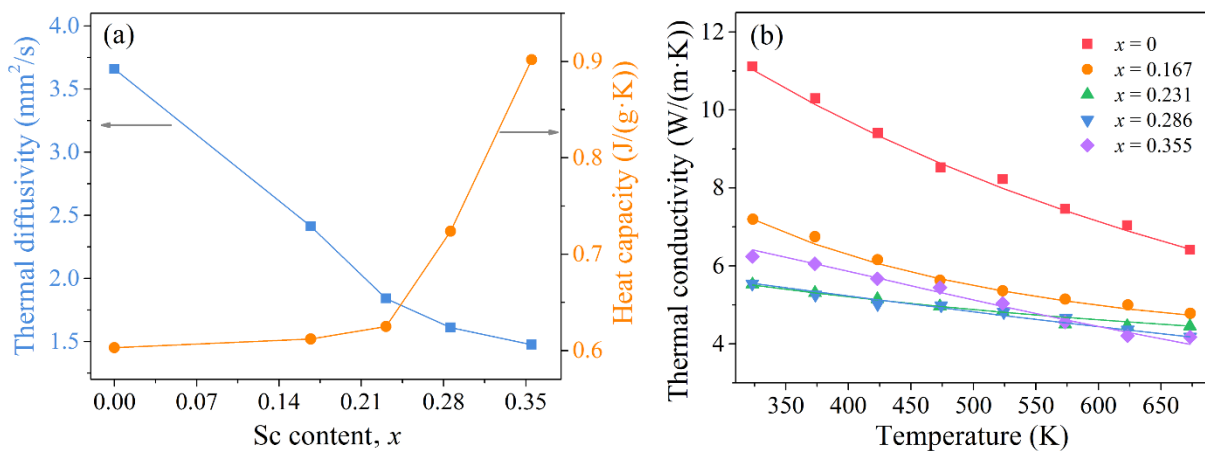 (a)
Thermal diffusivity (mm²/s)
4.0
3.5
3.0
2.5
2.0
1.5
0.00 0.07 0.14 0.21 0.28 0.35
Sc content, x
0.9
0.8
0.7
0.6
Heat capacity (J/(g·K))
(b)
Thermal conductivity (W/(m·K))
12
10
8
6
4
x = 0
x = 0.167
x = 0.231
x = 0.286
x = 0.355
350 400 450 500 550 600 650
Temperature (K)